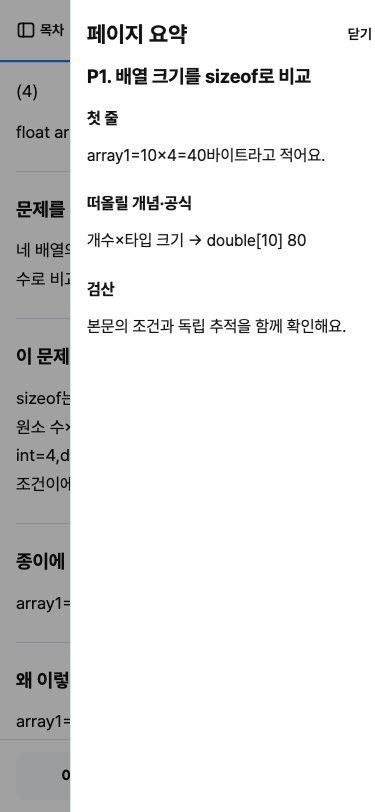 목차
페이지 요약
닫기
P1. 배열 크기를 sizeof로 비교
첫 줄
array1=10×4=40바이트라고 적어요.
떠올릴 개념·공식
개수×타입 크기 → double[10] 80
검산
본문의 조건과 독립 추적을 함께 확인해요.
(4)
float ar
문제를
네 배열의
수로 비교
이 문제
sizeof는
원소 수×
int=4,d
조건이에
종이에
array1=
왜 이렇
array1=